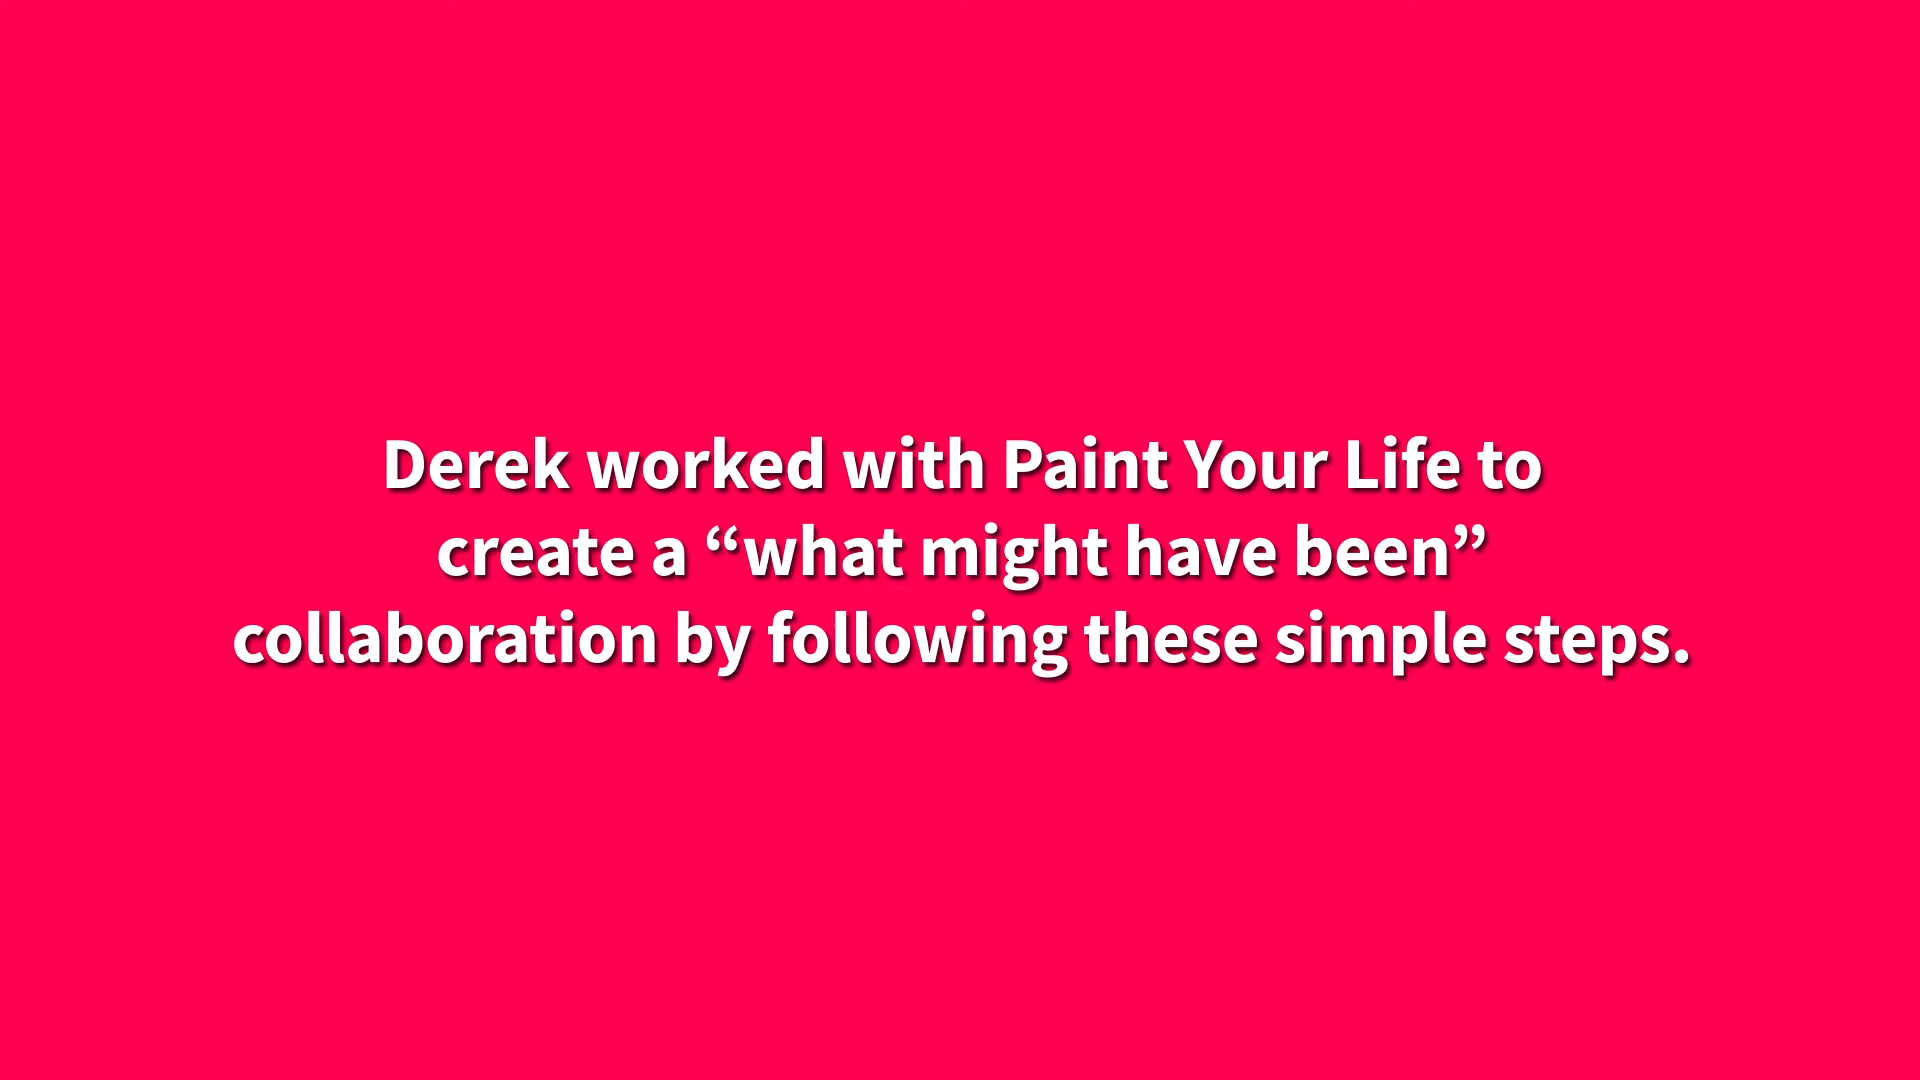 Derek worked with Paint Your Life to
create a “what might have been”
collaboration by following these simple steps.